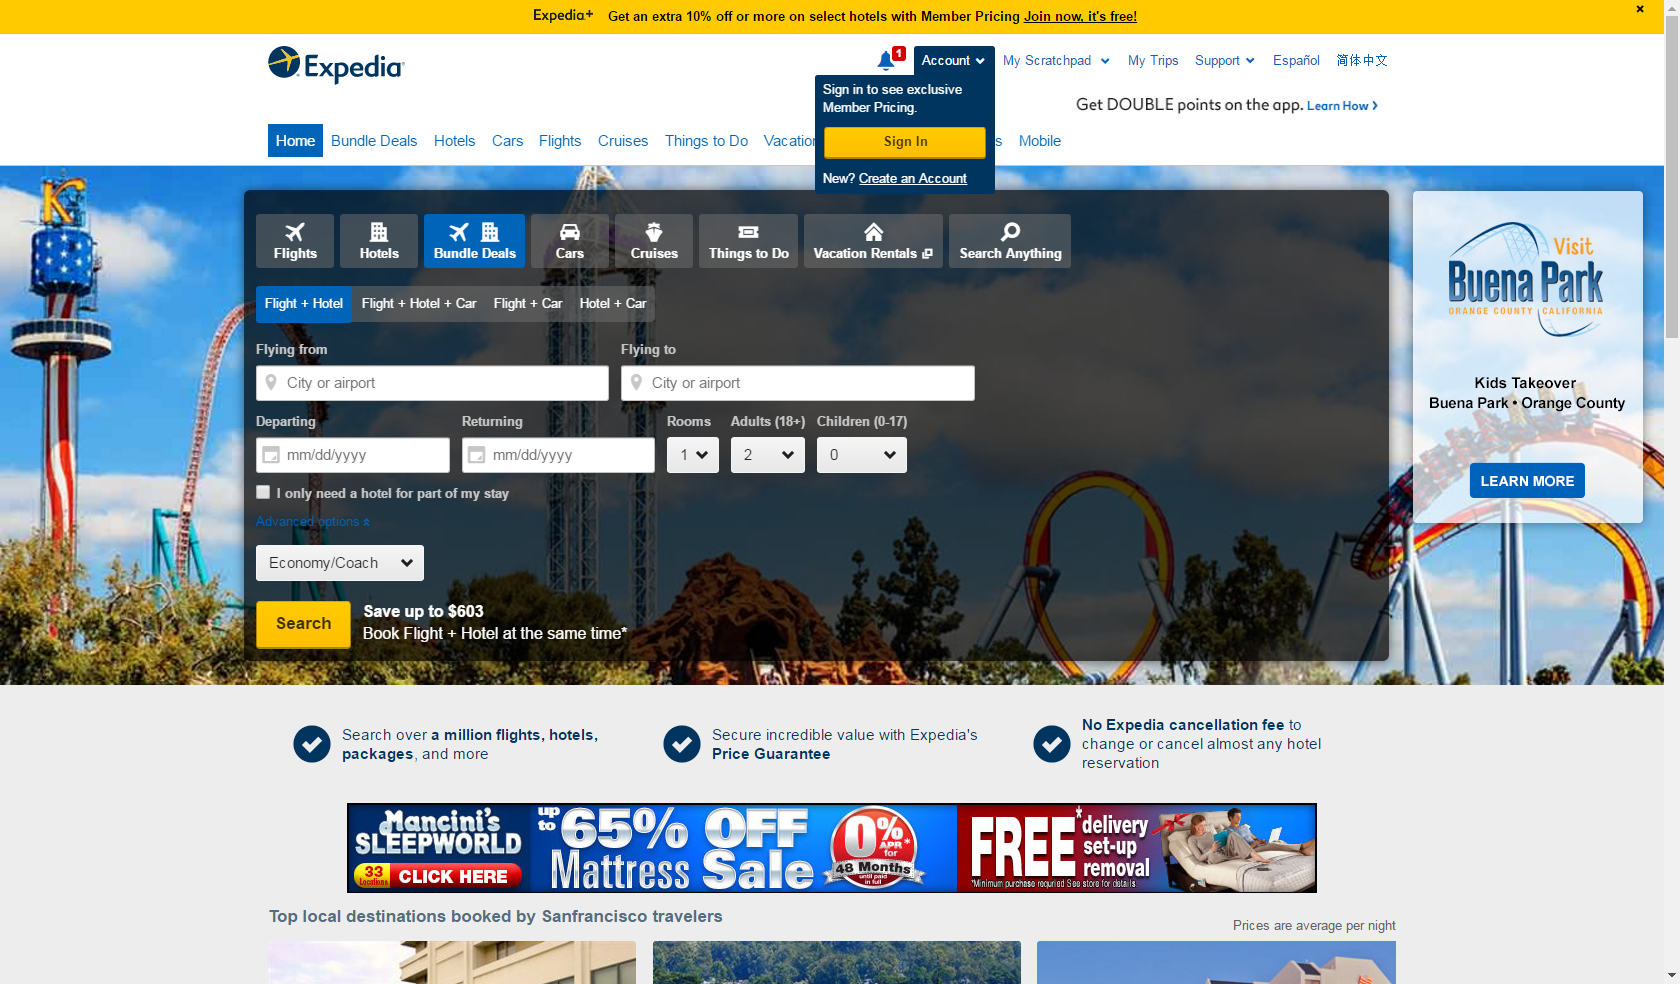 Expedia+ Get an extra 10% off or more on select hotels with Member Pricing Join now, it's free!
Expedia
1
Account
My Scratchpad
My Trips
Support
Español
简体中文
Sign in to see exclusive
Member Pricing.
Sign In
New? Create an Account
Get DOUBLE points on the app. Learn How
Home
Bundle Deals
Hotels
Cars
Flights
Cruises
Things to Do
Vacation
s
Mobile
Flights
Hotels
Bundle Deals
Cars
Cruises
Things to Do
Vacation Rentals
Search Anything
Flight + Hotel
Flight + Hotel + Car
Flight + Car
Hotel + Car
Flying from
Flying to
City or airport
City or airport
Departing
Returning
Rooms
Adults (18+)
Children (0-17)
mm/dd/yyyy
mm/dd/yyyy
1
2
0
I only need a hotel for part of my stay
Advanced options
Economy/Coach
Search
Save up to $603
Book Flight + Hotel at the same time*
K
Visit
Buena Park
ORANGE COUNTY CALIFORNIA
Kids Takeover
Buena Park • Orange County
LEARN MORE
Search over a million flights, hotels,
packages, and more
Secure incredible value with Expedia's
Price Guarantee
No Expedia cancellation fee to
change or cancel almost any hotel
reservation
Mancini's
SLEEPWORLD
33
Locations
CLICK HERE
up
to
65% OFF
Mattress Sale
0%
APR*
for
48 Months
until paid
in full
FREE*
delivery
set-up
removal
*Minimum purchase requried See store for details
Top local destinations booked by Sanfrancisco travelers
Prices are average per night